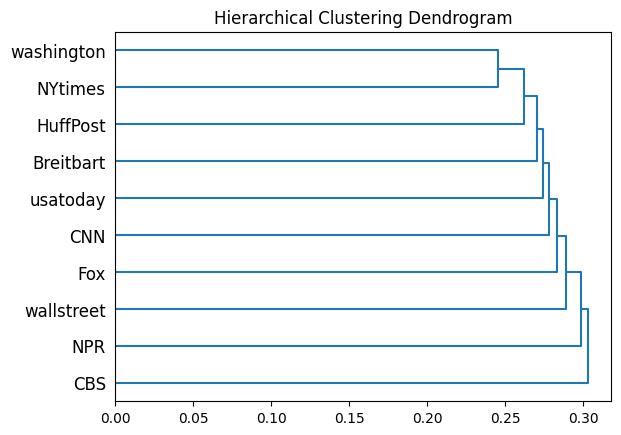 Hierarchical Clustering Dendrogram
washington
NYtimes
HuffPost
Breitbart
usatoday
CNN
Fox
wallstreet
NPR
CBS
0.00 0.05 0.10 0.15 0.20 0.25 0.30